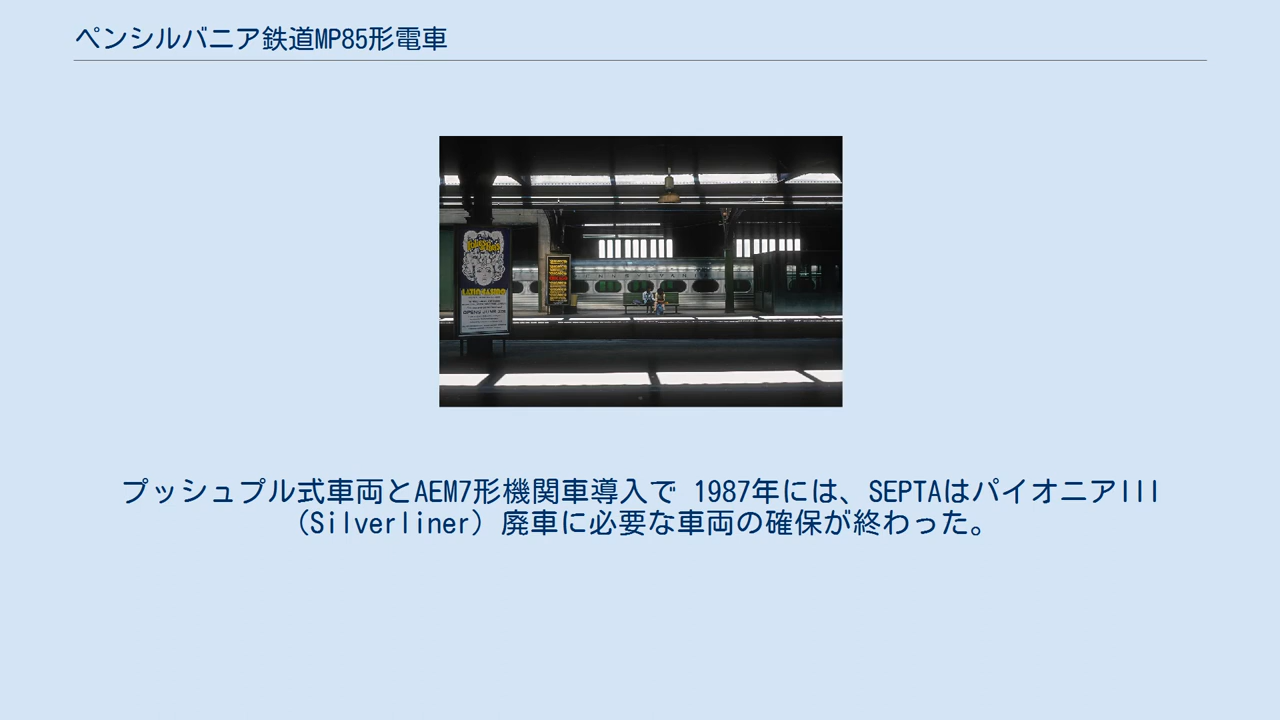 ペンシルバニア鉄道MP85形電車
プッシュプル式車両とAEM7形機関車導入で 1987年には、SEPTAはパイオニアIII
（Silverliner）廃車に必要な車両の確保が終わった。